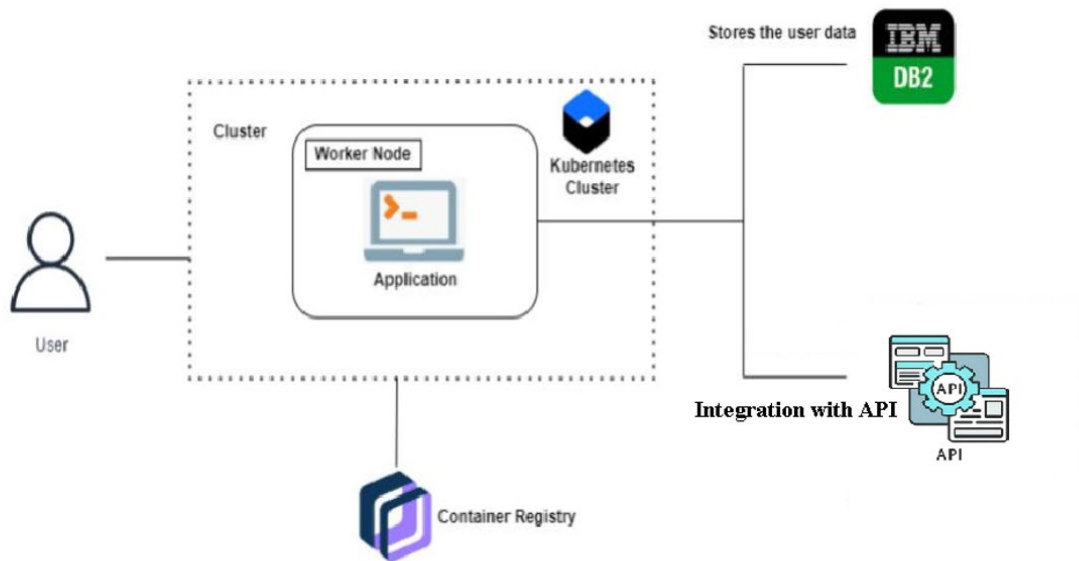 Stores the user data
IBM
DB2
Cluster
Worker Node
Kubernetes
Cluster
Application
User
Integration with API
API
API
Container Registry